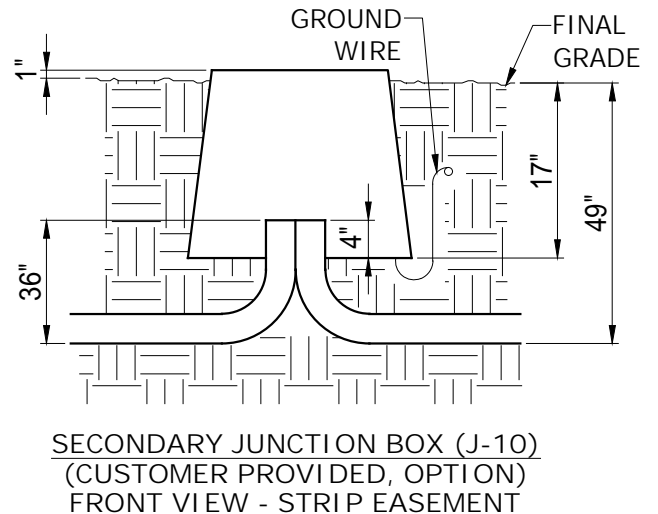 GROUND
WIRE
FINAL
GRADE
1"
17"
49"
4"
36"
SECONDARY JUNCTION BOX (J-10)
(CUSTOMER PROVIDED, OPTION)
FRONT VIEW - STRIP EASEMENT